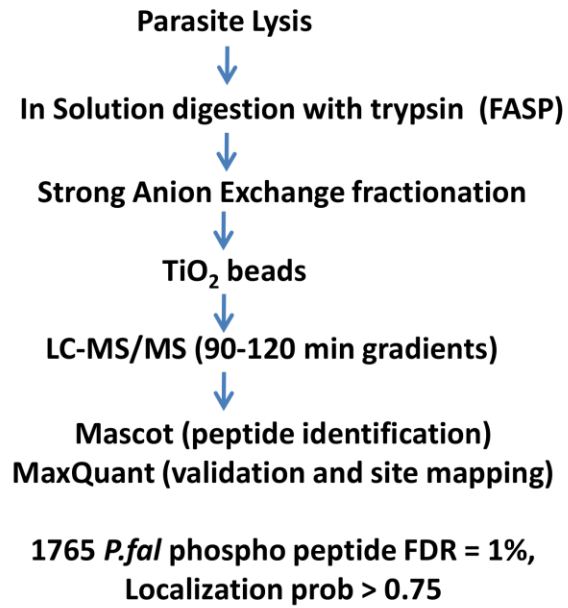 Parasite Lysis
In Solution digestion with trypsin (FASP)
Strong Anion Exchange fractionation
TiO₂ beads
LC-MS/MS (90-120 min gradients)
Mascot (peptide identification)
MaxQuant (validation and site mapping)
1765 P.fal phospho peptide FDR = 1%,
Localization prob > 0.75